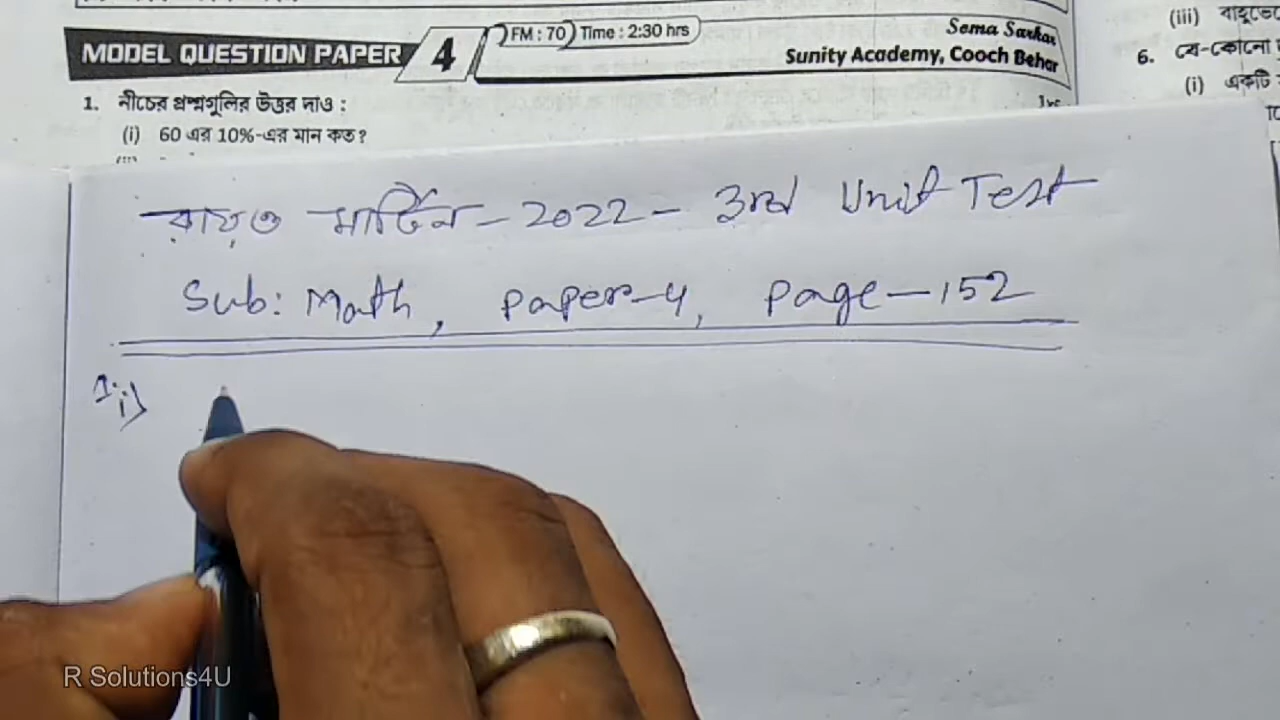 MODEL QUESTION PAPER 4 FM : 70 Time : 2:30 hrs
Sema Sarkar
Sunity Academy, Cooch Behar
1. নীচের প্রশ্নগুলির উত্তর দাও :
(i) 60 এর 10%-এর মান কত?
(iii)
6. যে-কোনো
(i) একটি
রায়ও মার্টিন - 2022 - 3rd Unit Test
Sub: Math, Paper-4, Page-152
1. i)
R Solutions4U